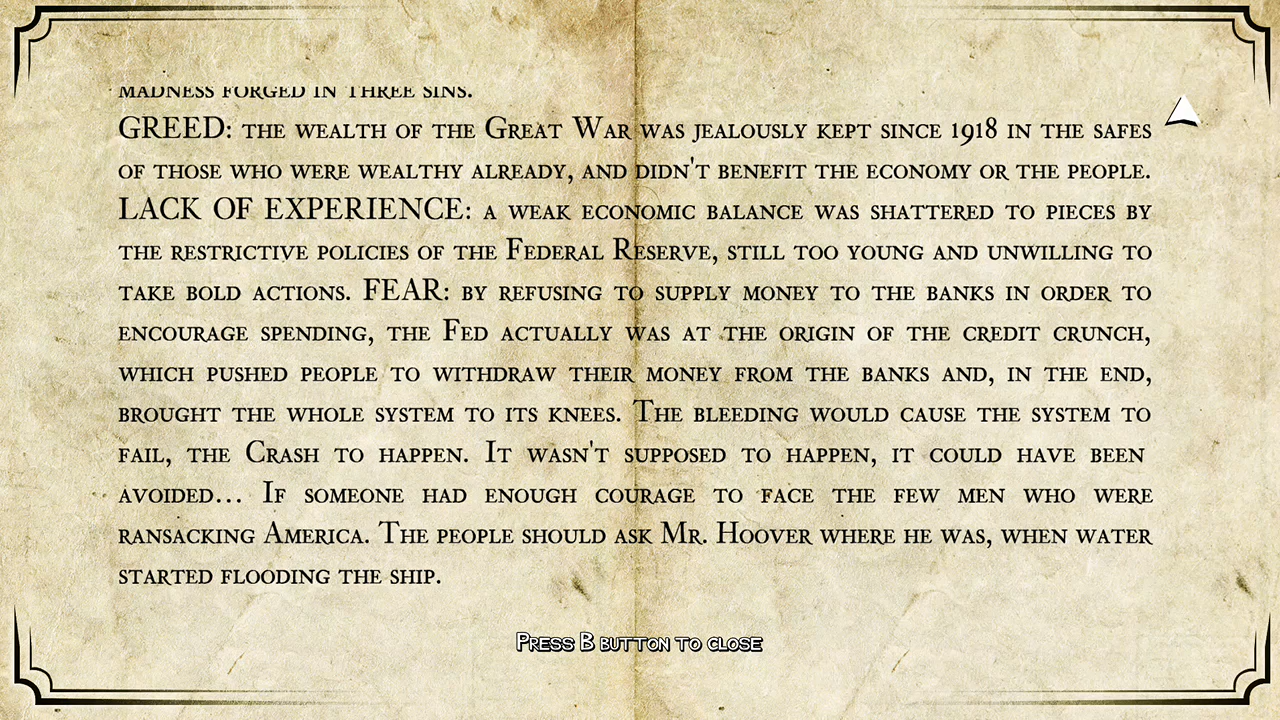 MADNESS FORGED IN THREE SINS.
GREED: THE WEALTH OF THE GREAT WAR WAS JEALOUSLY KEPT SINCE 1918 IN THE SAFES
OF THOSE WHO WERE WEALTHY ALREADY, AND DIDN'T BENEFIT THE ECONOMY OR THE PEOPLE.
LACK OF EXPERIENCE: A WEAK ECONOMIC BALANCE WAS SHATTERED TO PIECES BY
THE RESTRICTIVE POLICIES OF THE FEDERAL RESERVE, STILL TOO YOUNG AND UNWILLING TO
TAKE BOLD ACTIONS. FEAR: BY REFUSING TO SUPPLY MONEY TO THE BANKS IN ORDER TO
ENCOURAGE SPENDING, THE FED ACTUALLY WAS AT THE ORIGIN OF THE CREDIT CRUNCH,
WHICH PUSHED PEOPLE TO WITHDRAW THEIR MONEY FROM THE BANKS AND, IN THE END,
BROUGHT THE WHOLE SYSTEM TO ITS KNEES. THE BLEEDING WOULD CAUSE THE SYSTEM TO
FAIL, THE CRASH TO HAPPEN. IT WASN'T SUPPOSED TO HAPPEN, IT COULD HAVE BEEN
AVOIDED... IF SOMEONE HAD ENOUGH COURAGE TO FACE THE FEW MEN WHO WERE
RANSACKING AMERICA. THE PEOPLE SHOULD ASK MR. HOOVER WHERE HE WAS, WHEN WATER
STARTED FLOODING THE SHIP.
PRESS B BUTTON TO CLOSE